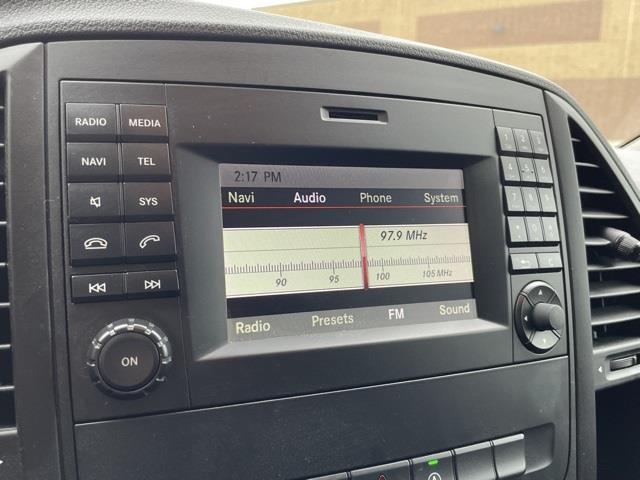 RADIO MEDIA
NAVI TEL
SYS
ON
2:17 PM
Navi Audio Phone System
97.9 MHz
90 95 100 105 MHz
Radio Presets FM Sound
C